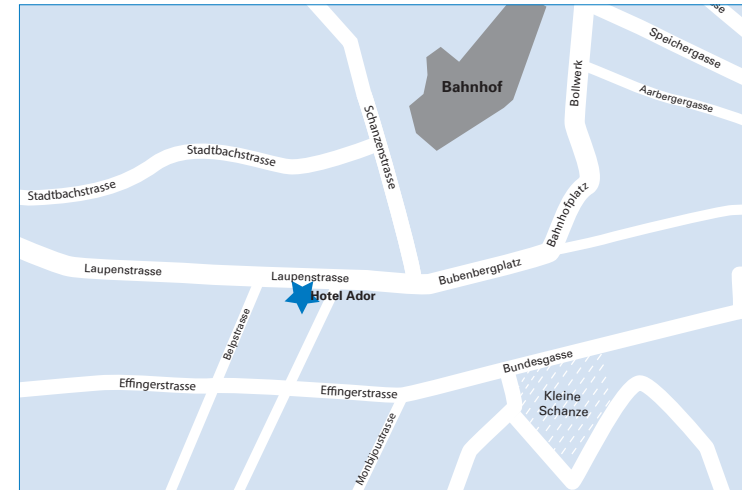 sse
Speichergasse
Bahnhof
Bollwerk
Aarbergergasse
Schanzenstrasse
Stadtbachstrasse
Stadtbachstrasse
Bahnhofplatz
Laupenstrasse
Laupenstrasse
Bubenbergplatz
Hotel Ador
Belpstrasse
Bundesgasse
Effingerstrasse
Effingerstrasse
Kleine
Schanze
Monbijoustrasse